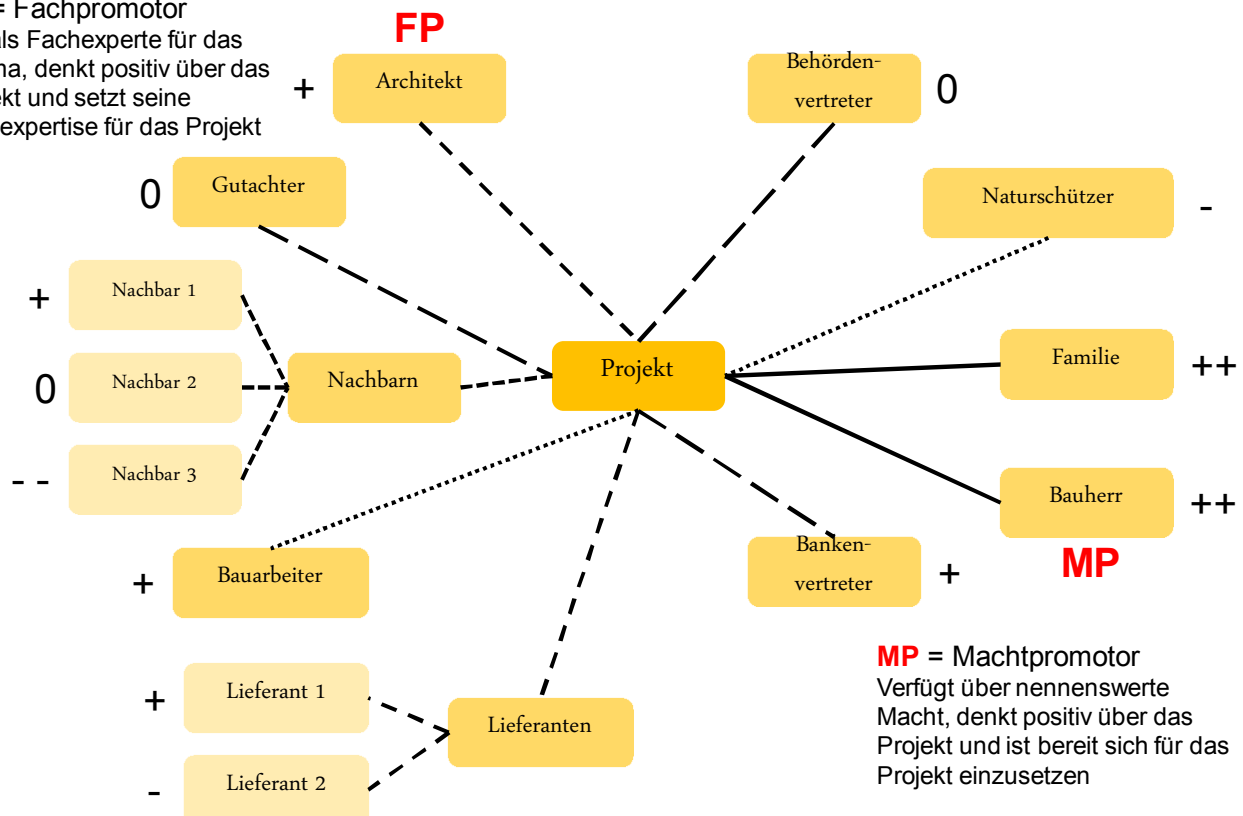 = Fachpromotor
als Fachexperte für das
denkt positiv über das
und setzt seine
expertise für das Projekt
FP
+
Architekt
Behörden-
vertreter
0
0
Gutachter
Naturschützer
-
+
Nachbar 1
0
Nachbar 2
- -
Nachbar 3
Nachbarn
Projekt
Familie
++
Bauherr
++
MP
+
Bauarbeiter
Banken-
vertreter
+
+
Lieferant 1
-
Lieferant 2
Lieferanten
MP = Machtpromotor
Verfügt über nennenswerte
Macht, denkt positiv über das
Projekt und ist bereit sich für das
Projekt einzusetzen